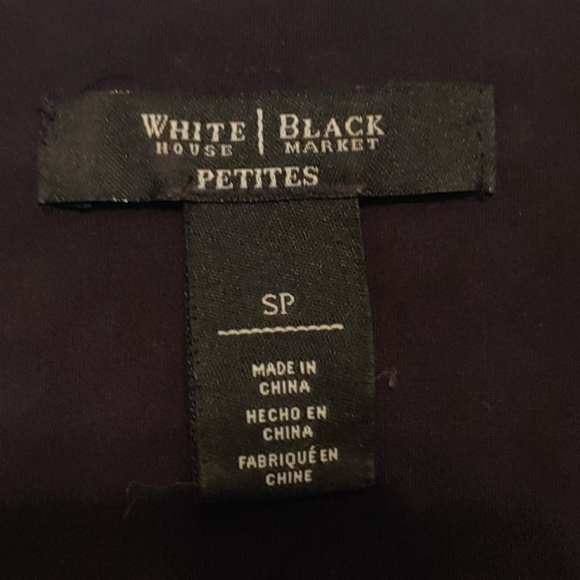 WHITE | BLACK
HOUSE MARKET
PETITES
SP
MADE IN
CHINA
HECHO EN
CHINA
FABRIQUÉ EN
CHINE